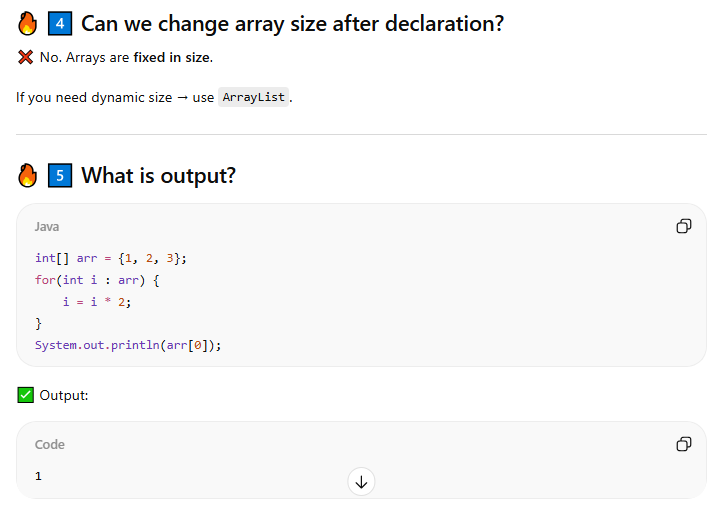 🔥 4️⃣ Can we change array size after declaration?
❌ No. Arrays are fixed in size.
If you need dynamic size → use ArrayList.
🔥 5️⃣ What is output?
Java
int[] arr = {1, 2, 3};
for(int i : arr) {
    i = i * 2;
}
System.out.println(arr[0]);
✅ Output:
Code
1